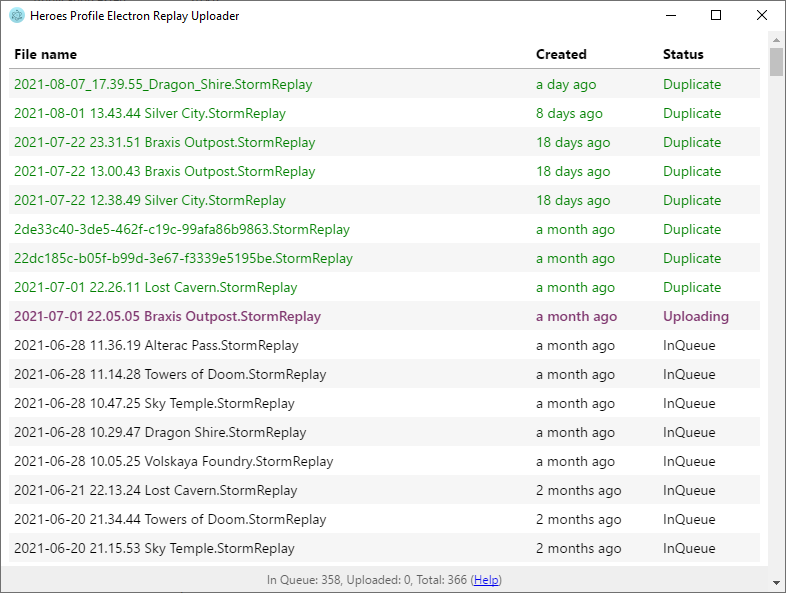 Heroes Profile Electron Replay Uploader
File name Created Status
2021-08-07_17.39.55_Dragon_Shire.StormReplay a day ago Duplicate
2021-08-01 13.43.44 Silver City.StormReplay 8 days ago Duplicate
2021-07-22 23.31.51 Braxis Outpost.StormReplay 18 days ago Duplicate
2021-07-22 13.00.43 Braxis Outpost.StormReplay 18 days ago Duplicate
2021-07-22 12.38.49 Silver City.StormReplay 18 days ago Duplicate
2de33c40-3de5-462f-c19c-99afa86b9863.StormReplay a month ago Duplicate
22dc185c-b05f-b99d-3e67-f3339e5195be.StormReplay a month ago Duplicate
2021-07-01 22.26.11 Lost Cavern.StormReplay a month ago Duplicate
2021-07-01 22.05.05 Braxis Outpost.StormReplay a month ago Uploading
2021-06-28 11.36.19 Alterac Pass.StormReplay a month ago InQueue
2021-06-28 11.14.28 Towers of Doom.StormReplay a month ago InQueue
2021-06-28 10.47.25 Sky Temple.StormReplay a month ago InQueue
2021-06-28 10.29.47 Dragon Shire.StormReplay a month ago InQueue
2021-06-28 10.05.25 Volskaya Foundry.StormReplay a month ago InQueue
2021-06-21 22.13.24 Lost Cavern.StormReplay 2 months ago InQueue
2021-06-20 21.34.44 Towers of Doom.StormReplay 2 months ago InQueue
2021-06-20 21.15.53 Sky Temple.StormReplay 2 months ago InQueue
In Queue: 358, Uploaded: 0, Total: 366 (Help)